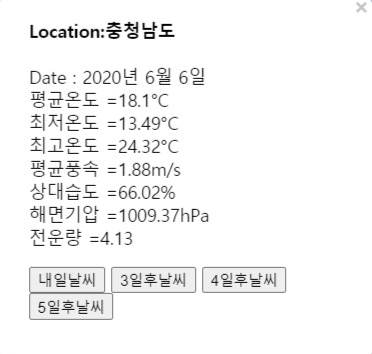 ×
Location:충청남도
Date : 2020년 6월 6일
평균온도 =18.1°C
최저온도 =13.49°C
최고온도 =24.32°C
평균풍속 =1.88m/s
상대습도 =66.02%
해면기압 =1009.37hPa
전운량 =4.13
내일날씨 3일후날씨 4일후날씨
5일후날씨